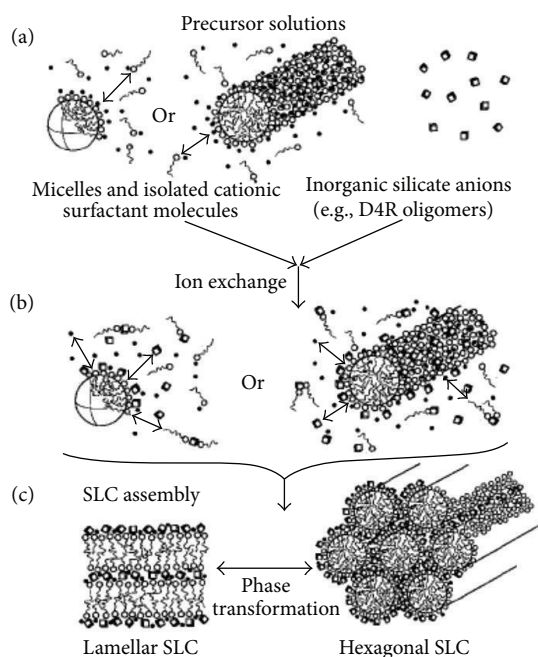 (a)
Precursor solutions
Or
Micelles and isolated cationic
surfactant molecules
Inorganic silicate anions
(e.g., D4R oligomers)
Ion exchange
(b)
Or
(c)
SLC assembly
Phase
transformation
Lamellar SLC
Hexagonal SLC